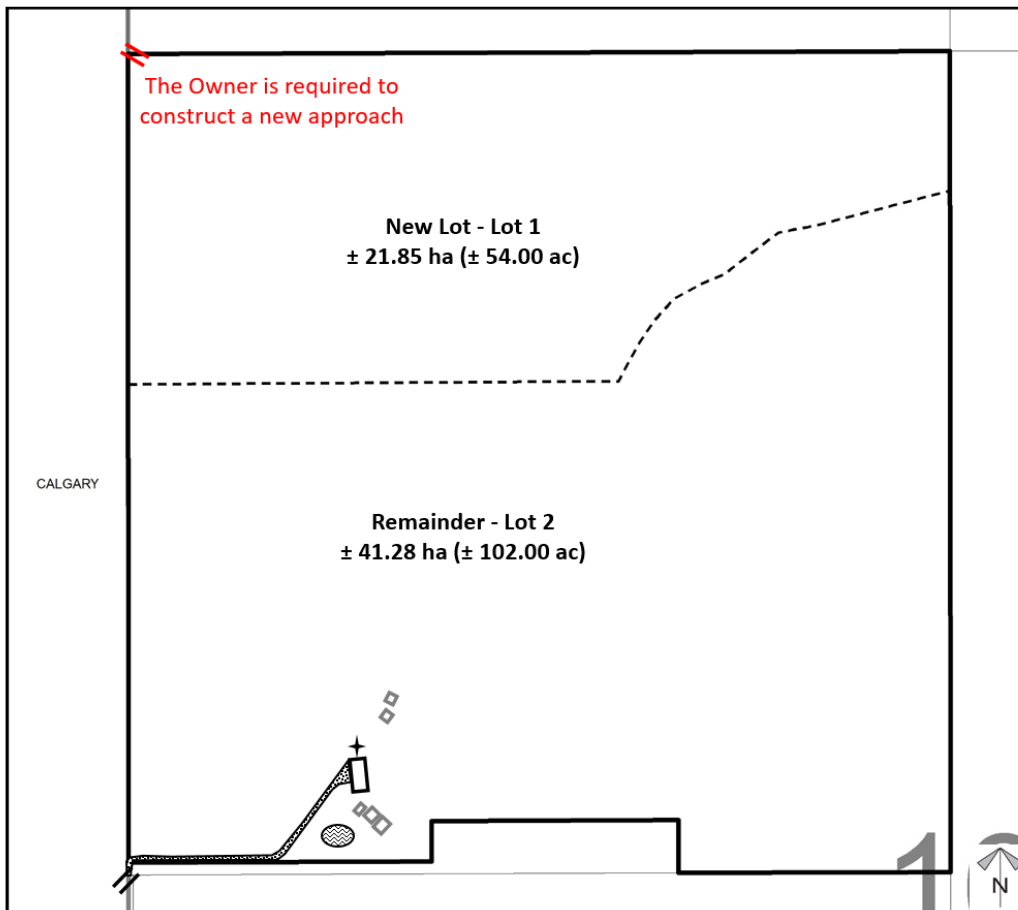 The Owner is required to
construct a new approach
New Lot - Lot 1
± 21.85 ha (± 54.00 ac)
CALGARY
Remainder - Lot 2
± 41.28 ha (± 102.00 ac)
1
N